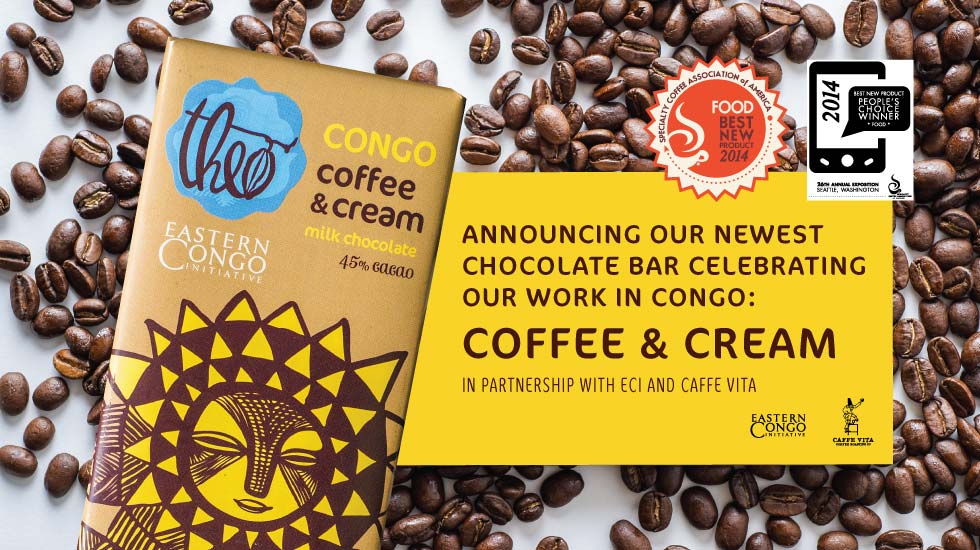 theo
CONGO
coffee
& cream
milk chocolate
45% cacao
EASTERN
CONGO
INITIATIVE
SPECIALTY COFFEE ASSOCIATION of AMERICA
FOOD
BEST
NEW
PRODUCT
2014
2014
BEST NEW PRODUCT
PEOPLE'S
CHOICE
WINNER
• FOOD •
26TH ANNUAL EXPOSITION
SEATTLE, WASHINGTON
ANNOUNCING OUR NEWEST
CHOCOLATE BAR CELEBRATING
OUR WORK IN CONGO:
COFFEE & CREAM
IN PARTNERSHIP WITH ECI AND CAFFE VITA
EASTERN
CONGO
INITIATIVE
CAFFE VITA
COFFEE ROASTING CO